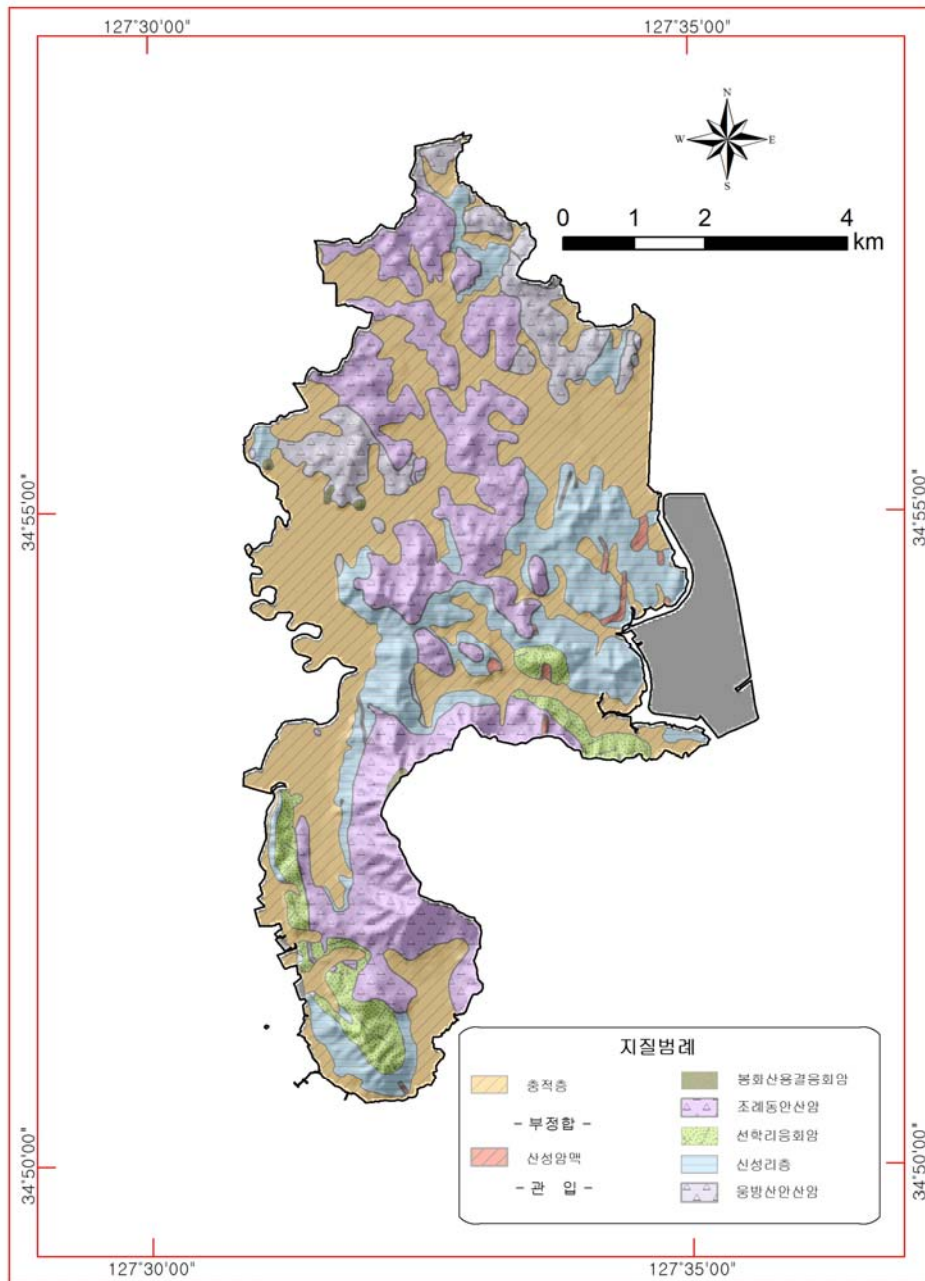 127°30'00" 127°35'00"
N
W E
S
0 1 2 4
km
34°55'00" 34°55'00"
지질범례
충적층
- 부정합 -
산성암맥
- 관 입 -
봉화산용결응회암
조례동안산암
선학리응회암
신성리층
웅방산안산암
34°50'00" 34°50'00"
127°30'00" 127°35'00"